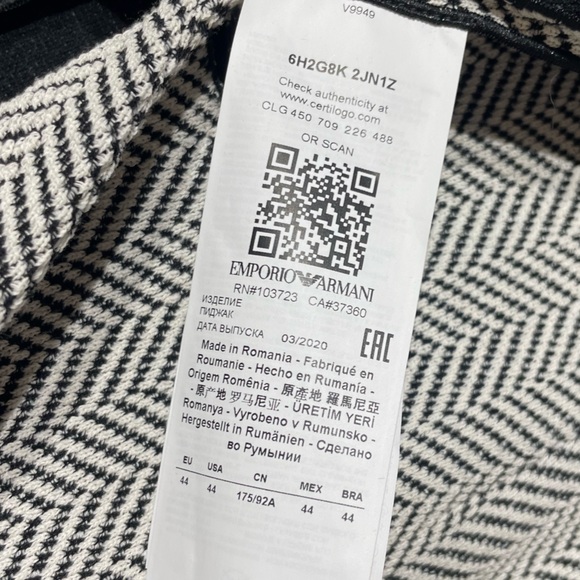 V9949
6H2G8K 2JN1Z
Check authenticity at
www.certilogo.com
CLG 450 709 226 488
OR SCAN
EMPORIO ARMANI
RN#103723 CA#37360
ИЗДЕЛИЕ
ПИДЖАК
ДАТА ВЫПУСКА 03/2020
EAC
Made in Romania - Fabriqué en
Roumanie - Hecho en Rumanía -
Origem Romênia - 原產地 羅馬尼亞
- 原产地 罗马尼亚 - ÜRETİM YERİ
Romanya - Vyrobeno v Rumunsko -
Hergestellt in Rumänien - Сделано
во Румынии
EU USA CN MEX BRA
44 44 175/92A 44 44